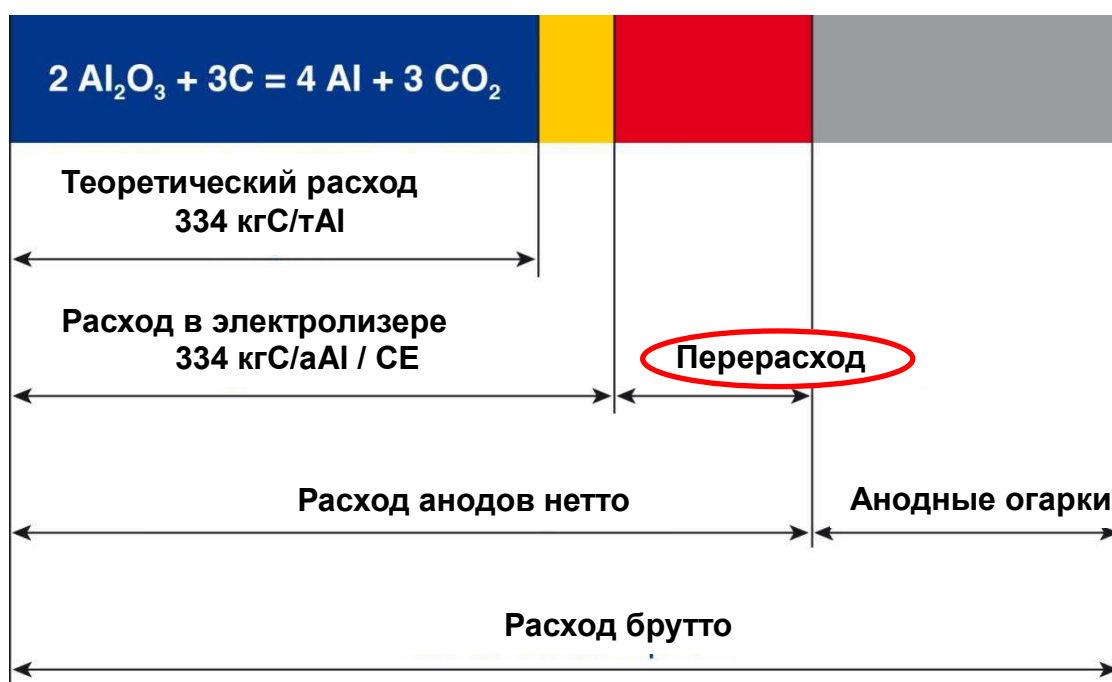 2 Al₂O₃ + 3C = 4 Al + 3 CO₂
Теоретический расход
334 кгС/тAl
Расход в электролизере
334 кгС/аAl / CE
Перерасход
Расход анодов нетто
Анодные огарки
Расход брутто